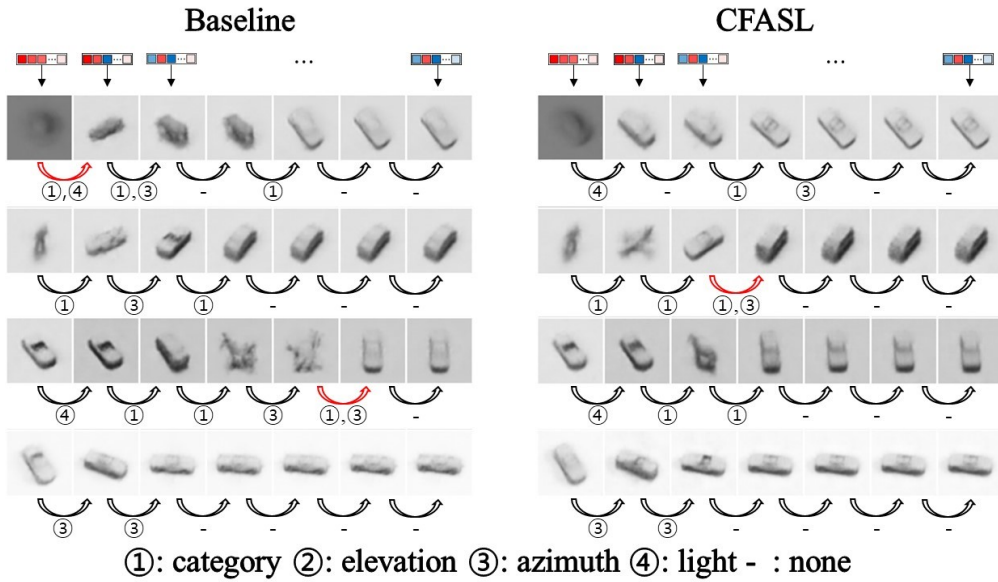 Baseline CFASL
... ... ... ... ... ... ... ... ... ...
①,④ ①,③ - ① - - ④ - ① ③ - -
① ③ ① - - - ① ① ①,③ - - -
④ ① ① ③ ①,③ - ④ ① ① - - -
③ ③ - - - - ③ ③ - - - -
①: category ②: elevation ③: azimuth ④: light - : none